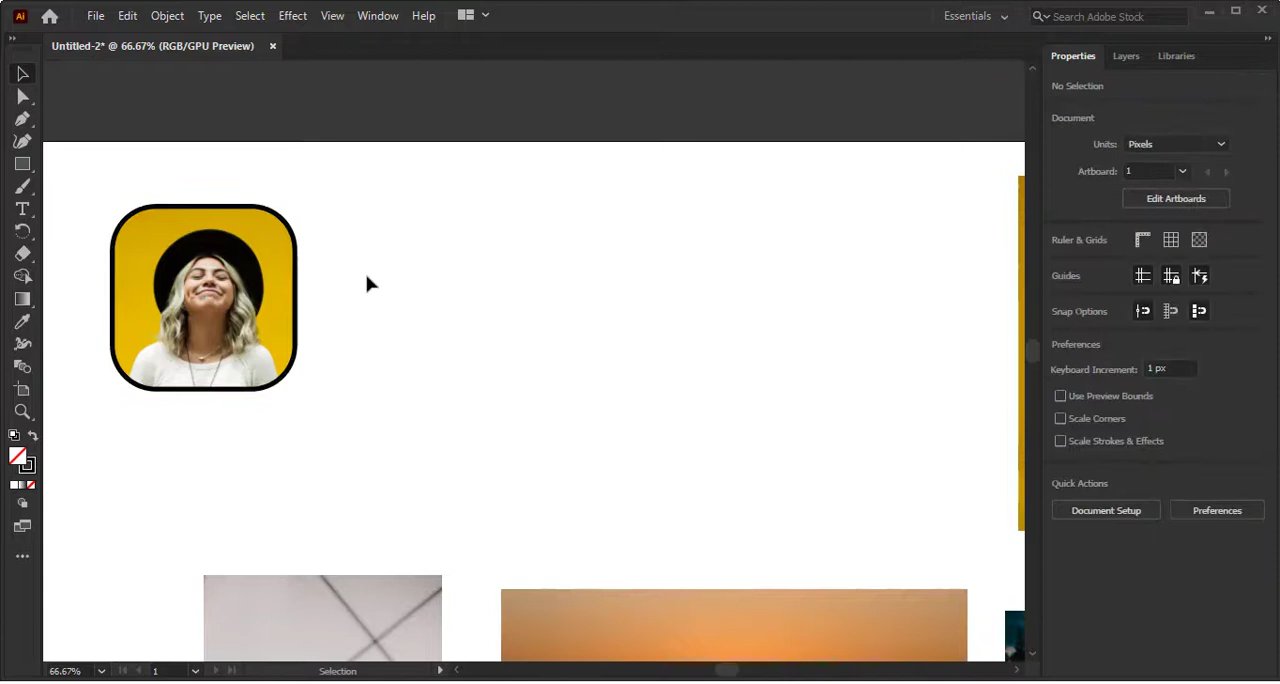 Ai File Edit Object Type Select Effect View Window Help Essentials Search Adobe Stock
Untitled-2* @ 66.67% (RGB/GPU Preview) ×
Properties Layers Libraries
No Selection
Document
Units: Pixels
Artboard: 1
Edit Artboards
Ruler & Grids
Guides
Snap Options
Preferences
Keyboard Increment: 1 px
Use Preview Bounds
Scale Corners
Scale Strokes & Effects
Quick Actions
Document Setup Preferences
66.67% 1 Selection